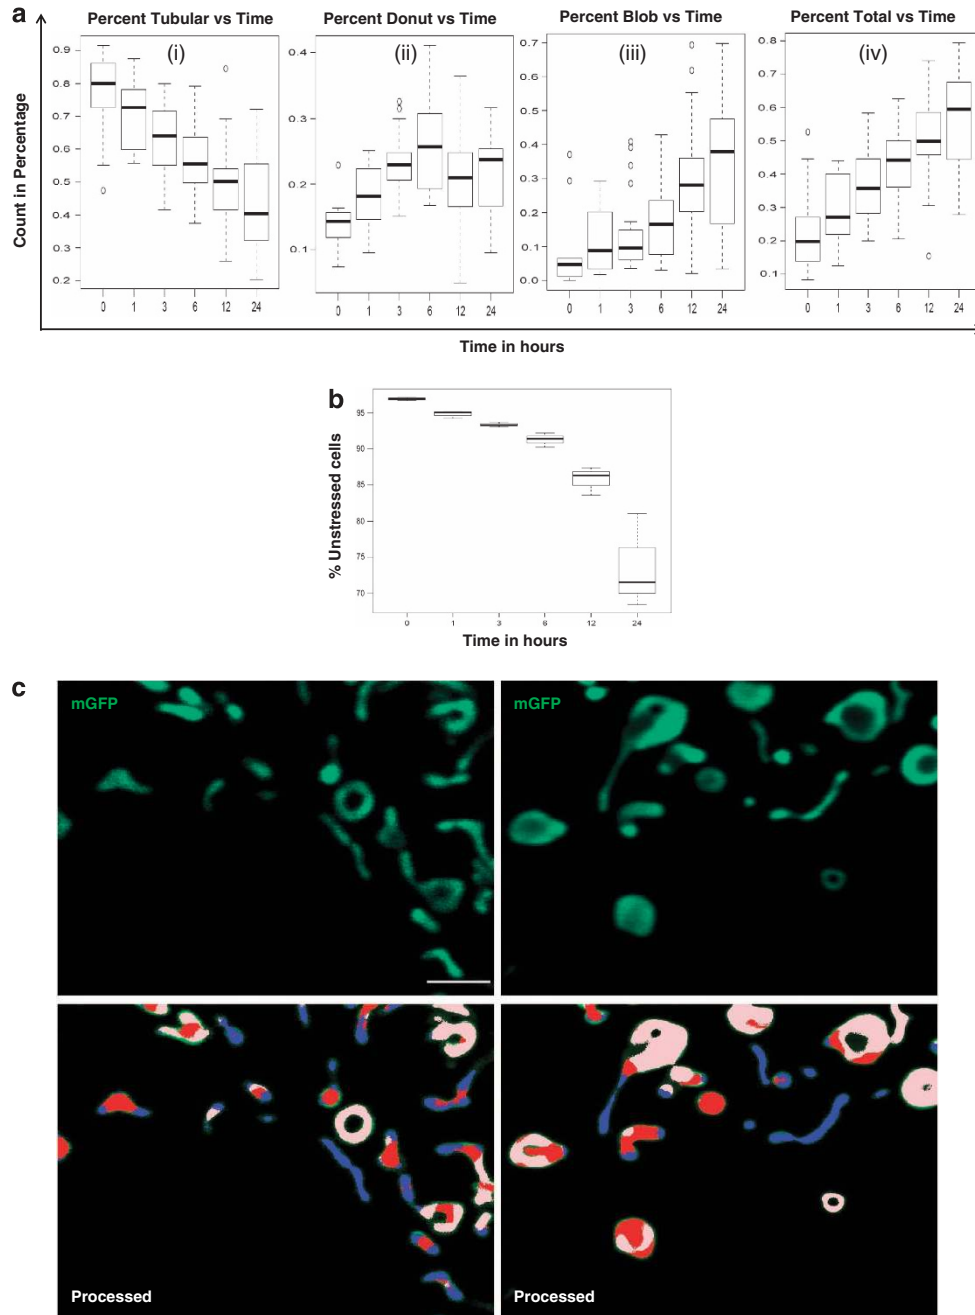 a
Percent Tubular vs Time Percent Donut vs Time Percent Blob vs Time Percent Total vs Time
(i) (ii) (iii) (iv)
Count in Percentage
0.9
0.8
0.7
0.6
0.5
0.4
0.3
0.2
0 1 3 6 12 24
0.4
0.3
0.2
0.1
0 1 3 6 12 24
0.7
0.6
0.5
0.4
0.3
0.2
0.1
0.0
0 1 3 6 12 24
0.8
0.7
0.6
0.5
0.4
0.3
0.2
0.1
0 1 3 6 12 24
Time in hours
b
% Unstressed cells
95
90
85
80
75
70
0 1 3 6 12 24
Time in hours
c
mGFP mGFP
Processed Processed